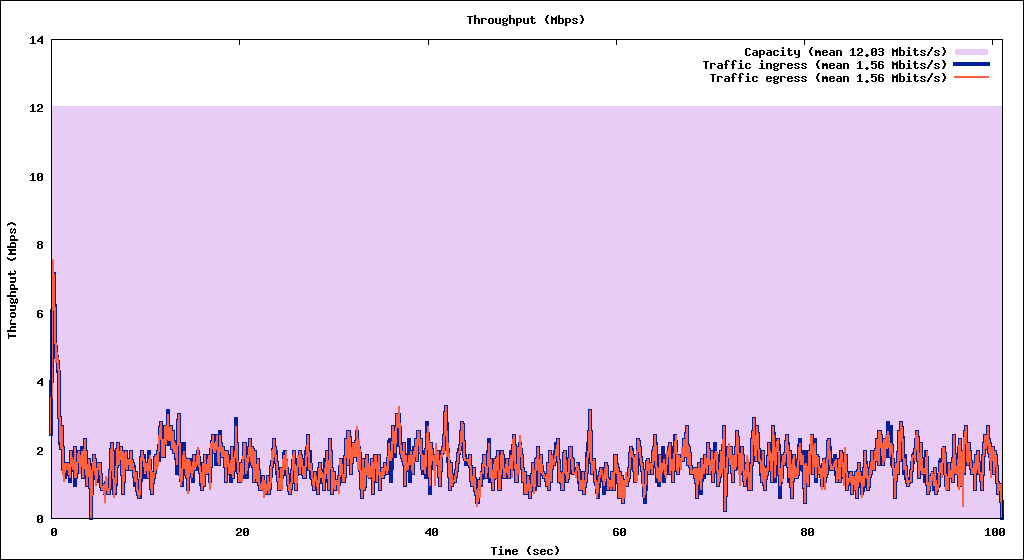 Throughput (Mbps)
Capacity (mean 12.03 Mbits/s)
Traffic ingress (mean 1.56 Mbits/s)
Traffic egress (mean 1.56 Mbits/s)
Throughput (Mbps)
14
12
10
8
6
4
2
0
0 20 40 60 80 100
Time (sec)